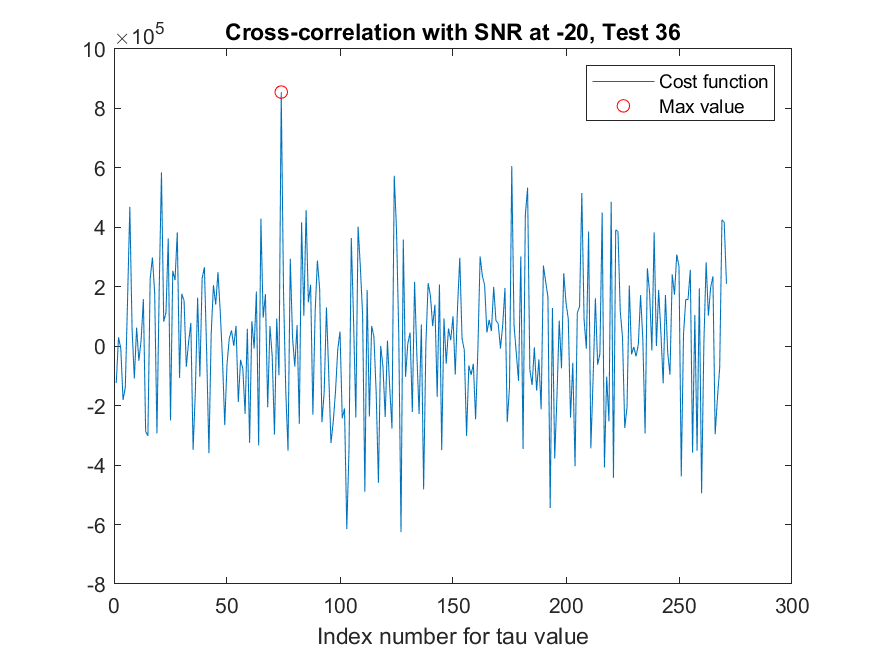 Cross-correlation with SNR at -20, Test 36
×10⁵
10
8
6
4
2
0
-2
-4
-6
-8
0 50 100 150 200 250 300
Index number for tau value
Cost function
Max value